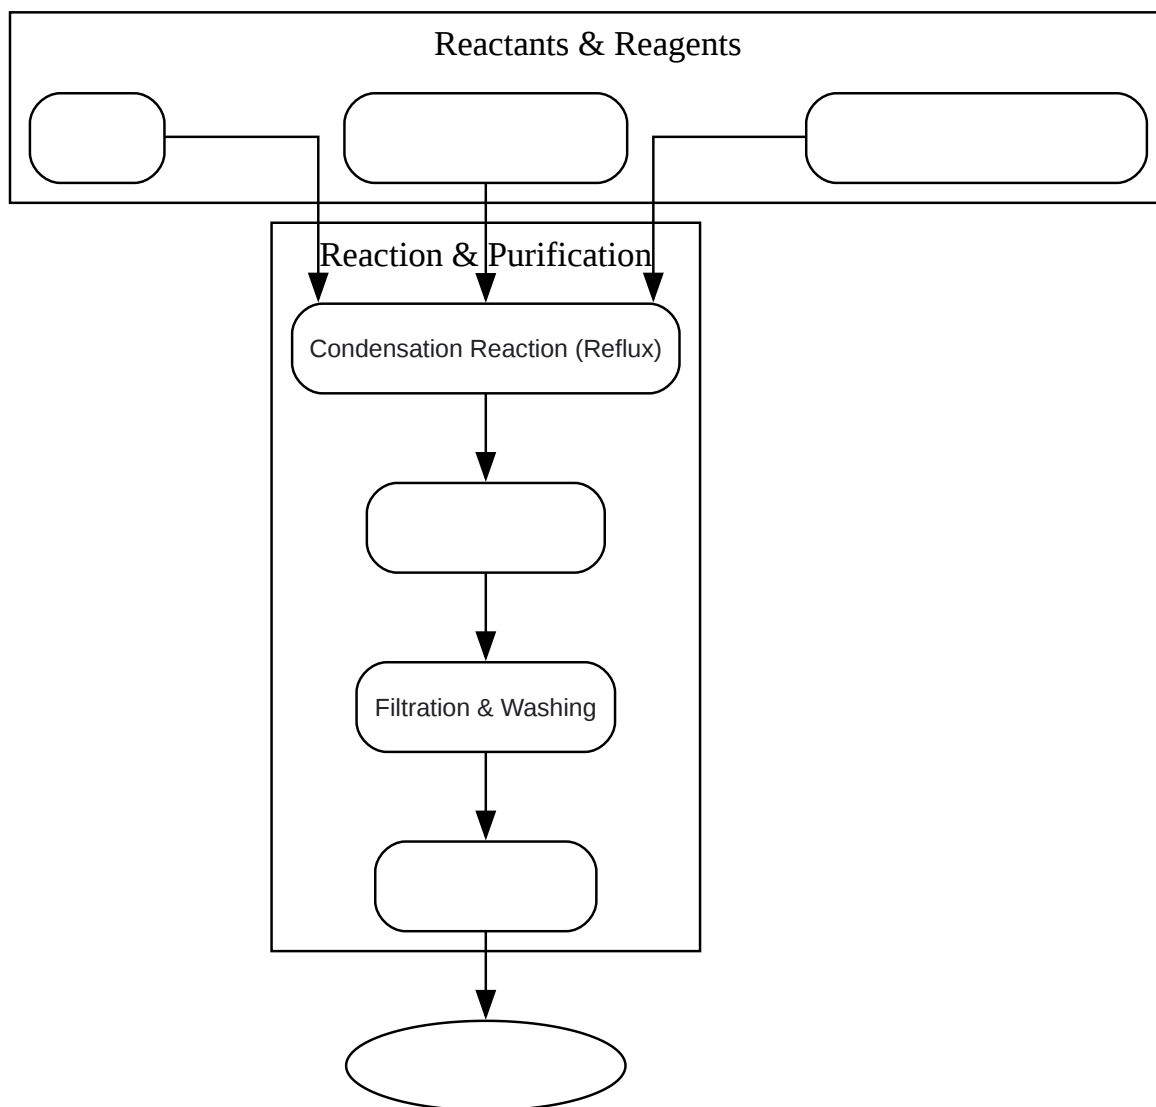 Reactants & Reagents
Reaction & Purification
Condensation Reaction (Reflux)
Filtration & Washing